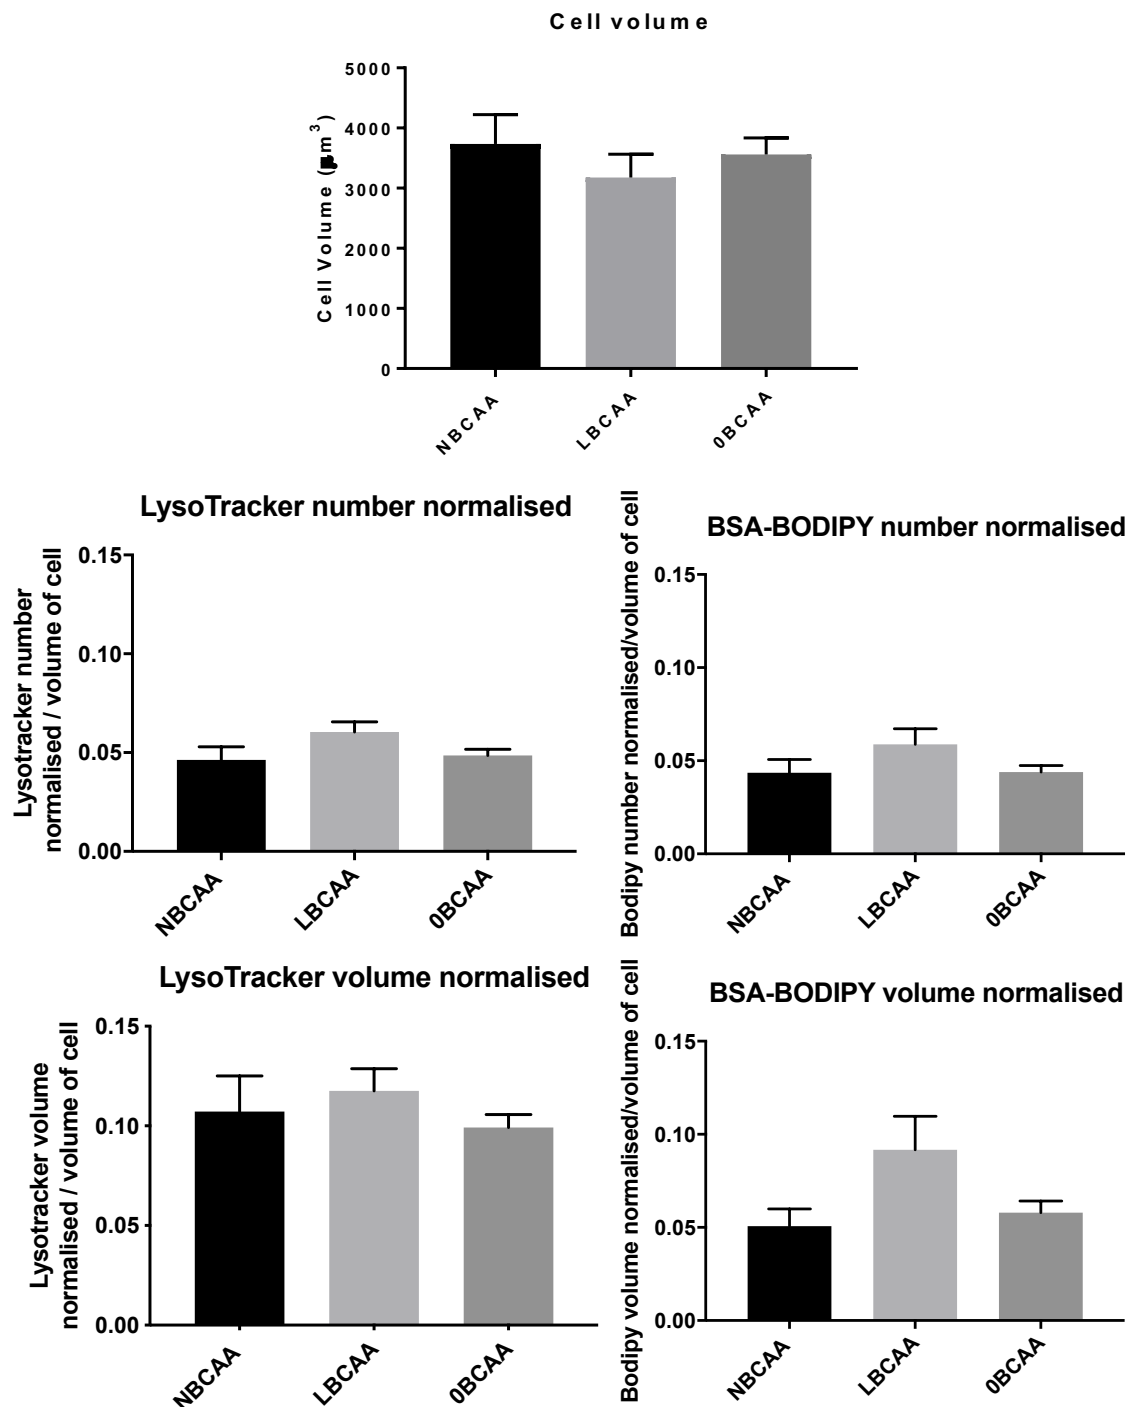 Cell volume
Cell Volume (μm³)
5000
4000
3000
2000
1000
0
NBCAA
LBCAA
0BCAA
LysoTracker number normalised
Lysotracker number
normalised / volume of cell
0.15
0.10
0.05
0.00
NBCAA
LBCAA
0BCAA
BSA-BODIPY number normalised
Bodipy number normalised/volume of cell
0.15
0.10
0.05
0.00
NBCAA
LBCAA
0BCAA
LysoTracker volume normalised
Lysotracker volume
normalised / volume of cell
0.15
0.10
0.05
0.00
NBCAA
LBCAA
0BCAA
BSA-BODIPY volume normalised
Bodipy volume normalised/volume of cell
0.15
0.10
0.05
0.00
NBCAA
LBCAA
0BCAA